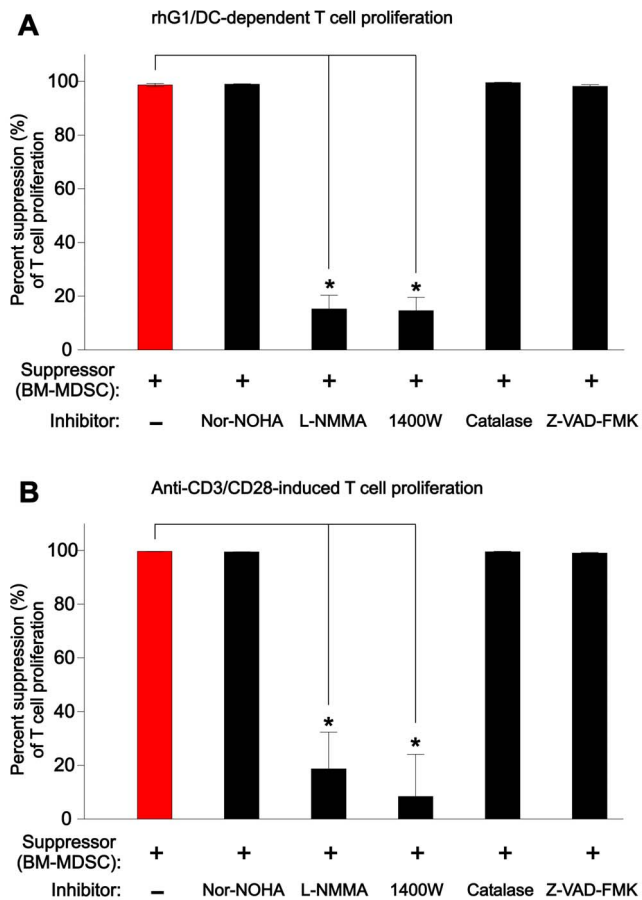 A
rhG1/DC-dependent T cell proliferation
Percent suppression (%)
of T cell proliferation
100
80
60
40
20
0
* *
Suppressor
(BM-MDSC): + + + + + +
Inhibitor: – Nor-NOHA L-NMMA 1400W Catalase Z-VAD-FMK
B
Anti-CD3/CD28-induced T cell proliferation
Percent suppression (%)
of T cell proliferation
100
80
60
40
20
0
* *
Suppressor
(BM-MDSC): + + + + + +
Inhibitor: – Nor-NOHA L-NMMA 1400W Catalase Z-VAD-FMK